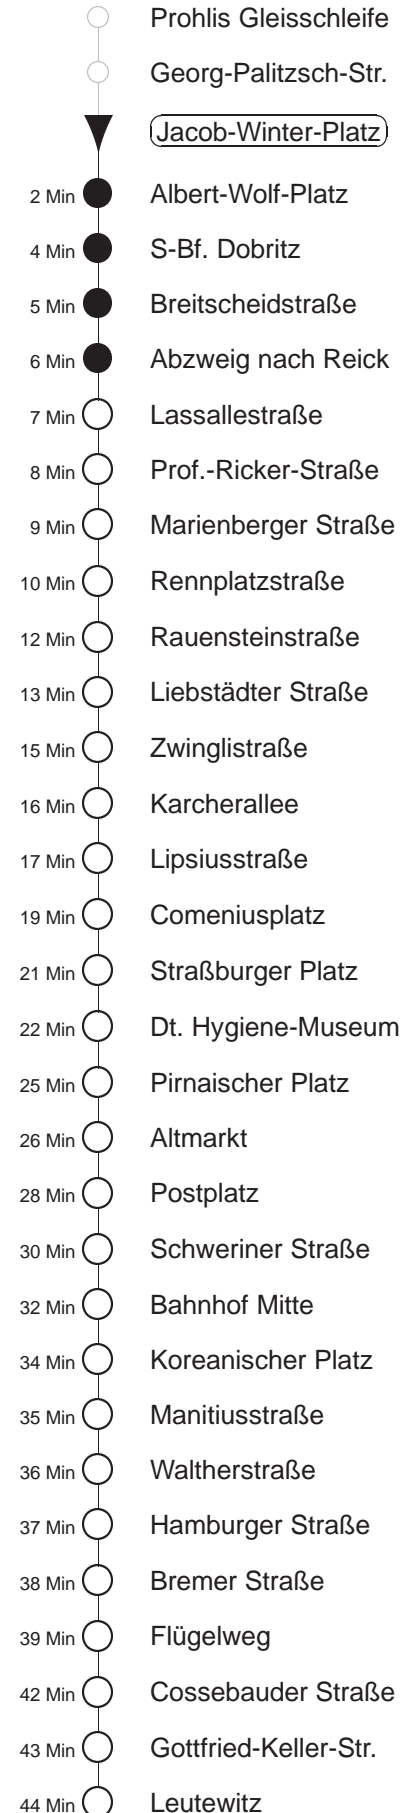 Prohlis Gleisschleife
Georg-Palitzsch-Str.
Jacob-Winter-Platz
2 Min Albert-Wolf-Platz
4 Min S-Bf. Dobritz
5 Min Breitscheidstraße
6 Min Abzweig nach Reick
7 Min Lassallestraße
8 Min Prof.-Ricker-Straße
9 Min Marienberger Straße
10 Min Rennplatzstraße
12 Min Rauensteinstraße
13 Min Liebstädter Straße
15 Min Zwinglistraße
16 Min Karcherallee
17 Min Lipsiusstraße
19 Min Comeniusplatz
21 Min Straßburger Platz
22 Min Dt. Hygiene-Museum
25 Min Pirnaischer Platz
26 Min Altmarkt
28 Min Postplatz
30 Min Schweriner Straße
32 Min Bahnhof Mitte
34 Min Koreanischer Platz
35 Min Manitiusstraße
36 Min Waltherstraße
37 Min Hamburger Straße
38 Min Bremer Straße
39 Min Flügelweg
42 Min Cossebauder Straße
43 Min Gottfried-Keller-Str.
44 Min Leutewitz